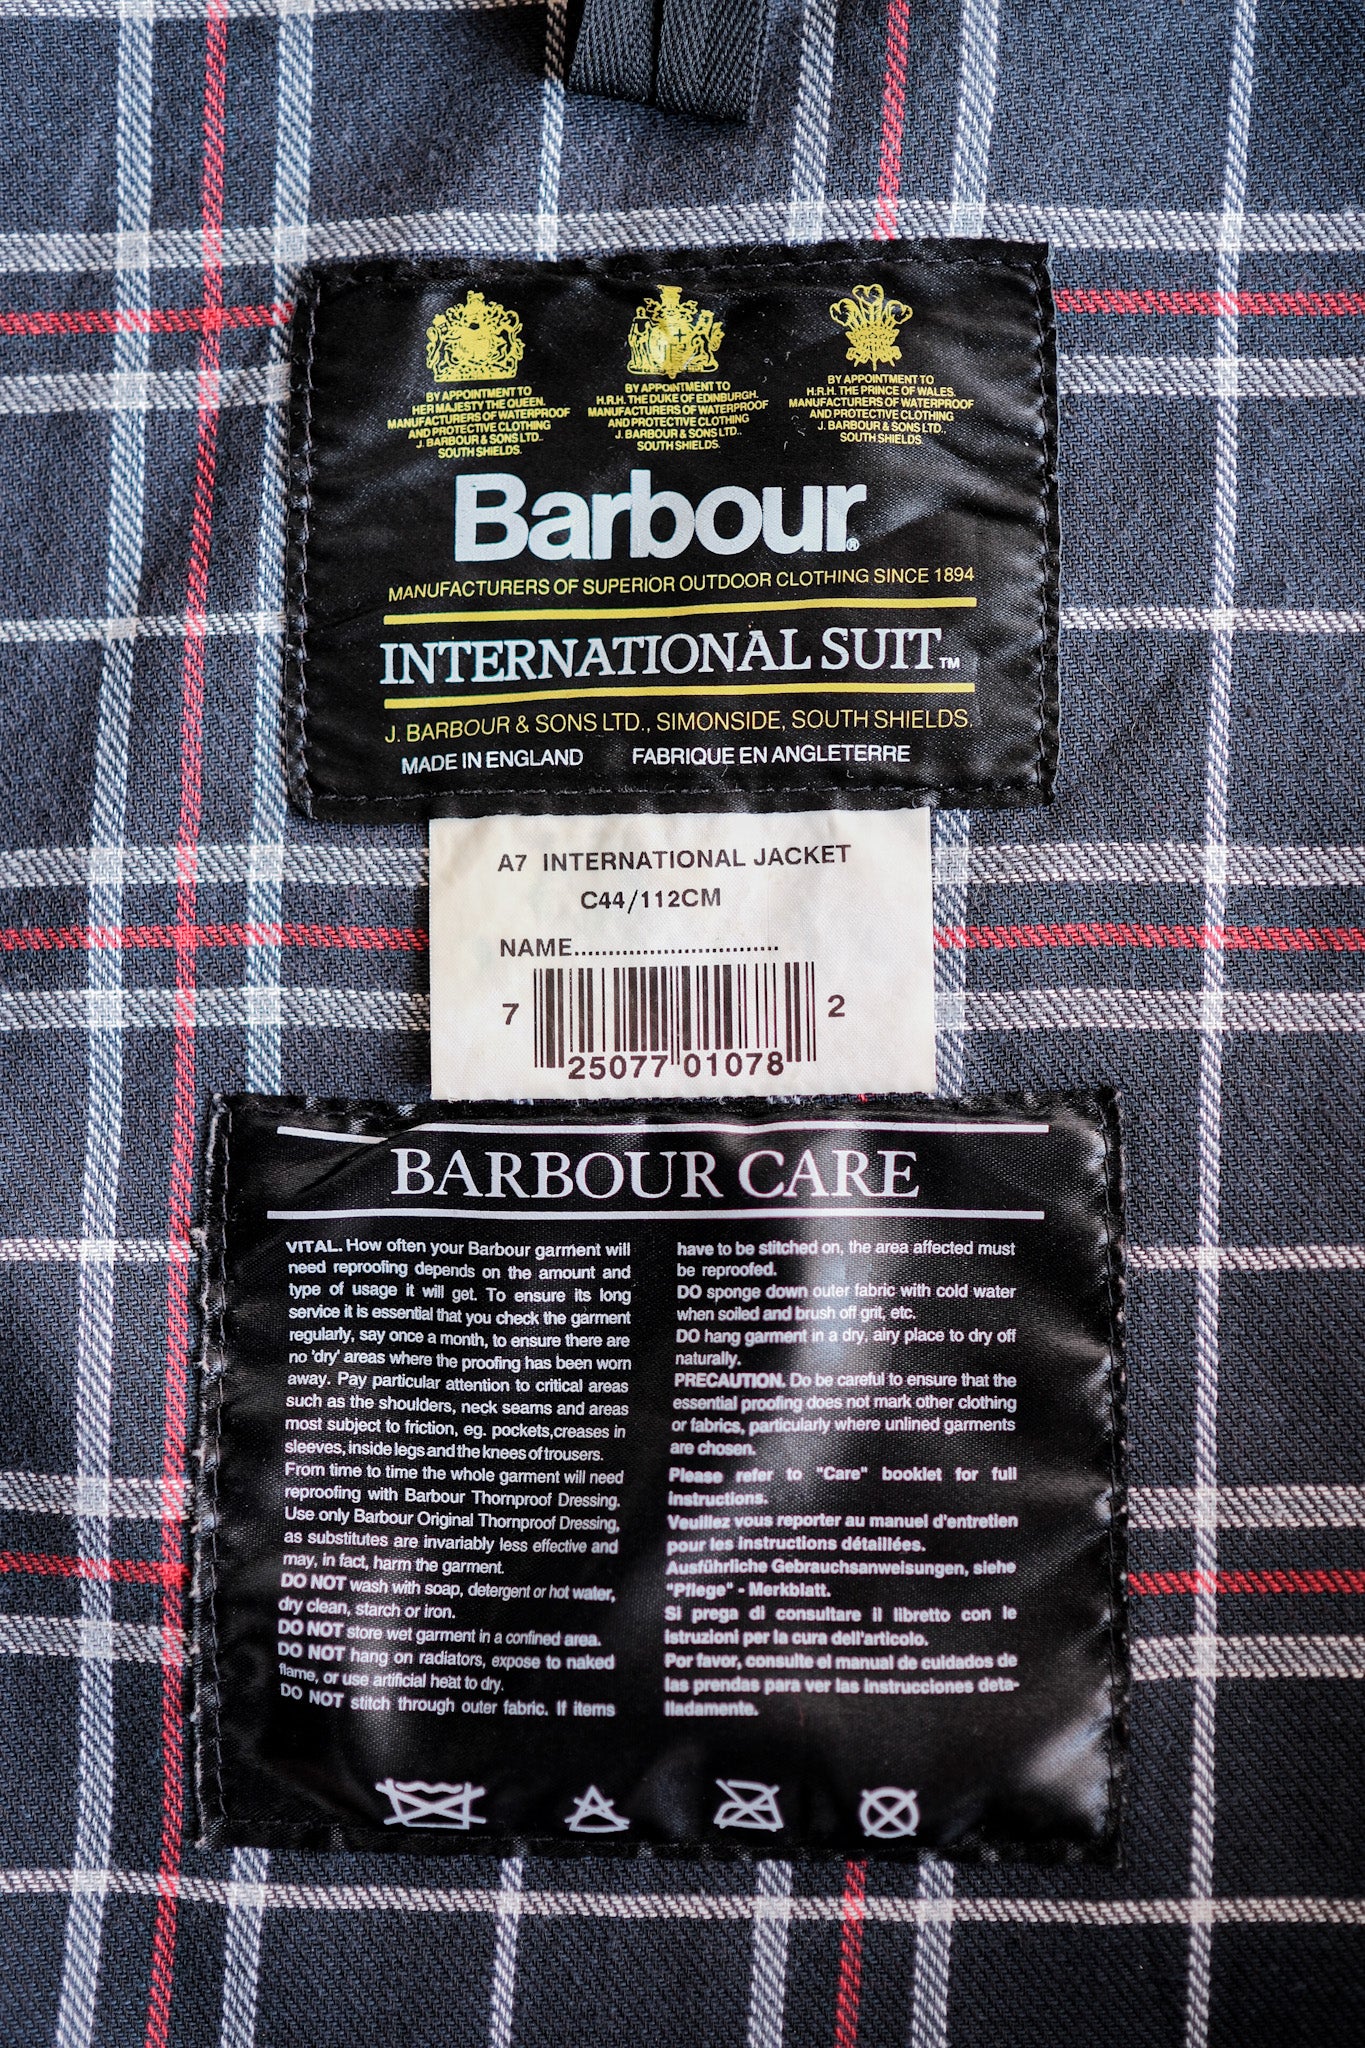 BY APPOINTMENT TO
HER MAJESTY THE QUEEN.
MANUFACTURERS OF WATERPROOF
AND PROTECTIVE CLOTHING
J. BARBOUR & SONS LTD..
SOUTH SHIELDS.
BY APPOINTMENT TO
H.R.H. THE DUKE OF EDINBURGH.
MANUFACTURERS OF WATERPROOF
AND PROTECTIVE CLOTHING
J. BARBOUR & SONS LTD..
SOUTH SHIELDS.
BY APPOINTMENT TO
H.R.H. THE PRINCE OF WALES.
MANUFACTURERS OF WATERPROOF
AND PROTECTIVE CLOTHING
J. BARBOUR & SONS LTD..
SOUTH SHIELDS.
Barbour®
MANUFACTURERS OF SUPERIOR OUTDOOR CLOTHING SINCE 1894
INTERNATIONAL SUIT™
J. BARBOUR & SONS LTD., SIMONSIDE, SOUTH SHIELDS.
MADE IN ENGLAND FABRIQUE EN ANGLETERRE
A7 INTERNATIONAL JACKET
C44/112CM
NAME..............................
7 25077 01078 2
BARBOUR CARE
VITAL. How often your Barbour garment will
need reproofing depends on the amount and
type of usage it will get. To ensure its long
service it is essential that you check the garment
regularly, say once a month, to ensure there are
no 'dry' areas where the proofing has been worn
away. Pay particular attention to critical areas
such as the shoulders, neck seams and areas
most subject to friction, eg. pockets,creases in
sleeves, inside legs and the knees of trousers.
From time to time the whole garment will need
reproofing with Barbour Thornproof Dressing.
Use only Barbour Original Thornproof Dressing,
as substitutes are invariably less effective and
may, in fact, harm the garment.
DO NOT wash with soap, detergent or hot water,
dry clean, starch or iron.
DO NOT store wet garment in a confined area.
DO NOT hang on radiators, expose to naked
flame, or use artificial heat to dry.
DO NOT stitch through outer fabric. If items
have to be stitched on, the area affected must
be reproofed.
DO sponge down outer fabric with cold water
when soiled and brush off grit, etc.
DO hang garment in a dry, airy place to dry off
naturally.
PRECAUTION. Do be careful to ensure that the
essential proofing does not mark other clothing
or fabrics, particularly where unlined garments
are chosen.
Please refer to "Care" booklet for full
instructions.
Veuillez vous reporter au manuel d'entretien
pour les instructions détaillées.
Ausführliche Gebrauchsanweisungen, siehe
"Pflege" - Merkblatt.
Si prega di consultare il libretto con le
istruzioni per la cura dell'articolo.
Por favor, consulte el manual de cuidados de
las prendas para ver las instrucciones deta-
lladamente.